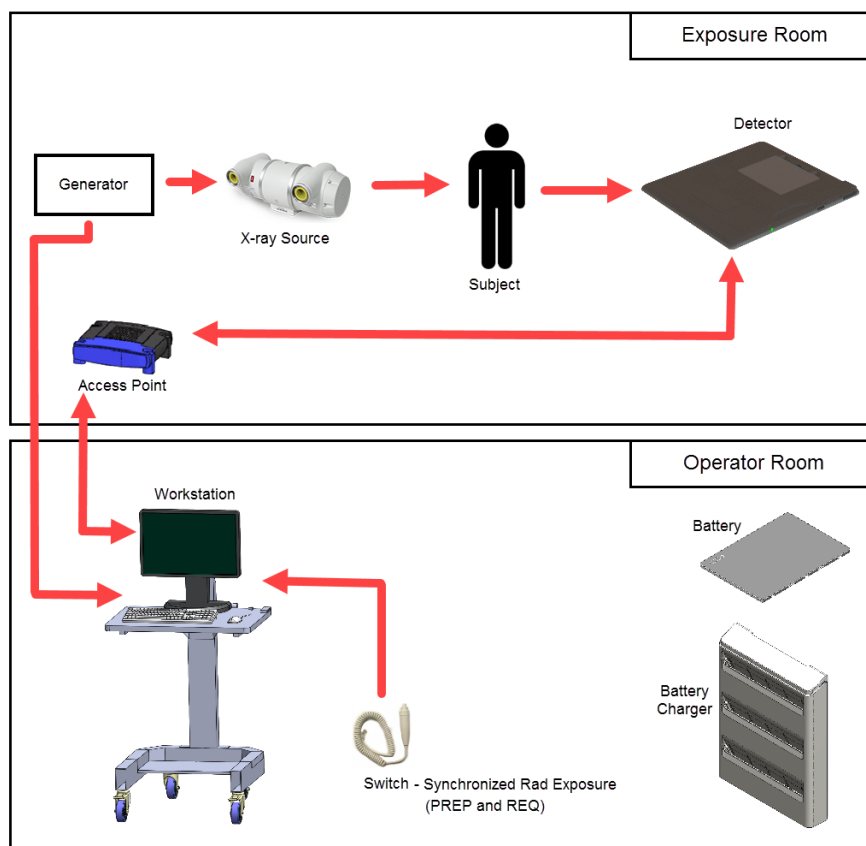 Exposure Room
Detector
Generator
X-ray Source
Subject
Access Point
Operator Room
Workstation
Battery
Battery
Charger
Switch - Synchronized Rad Exposure
(PREP and REQ)